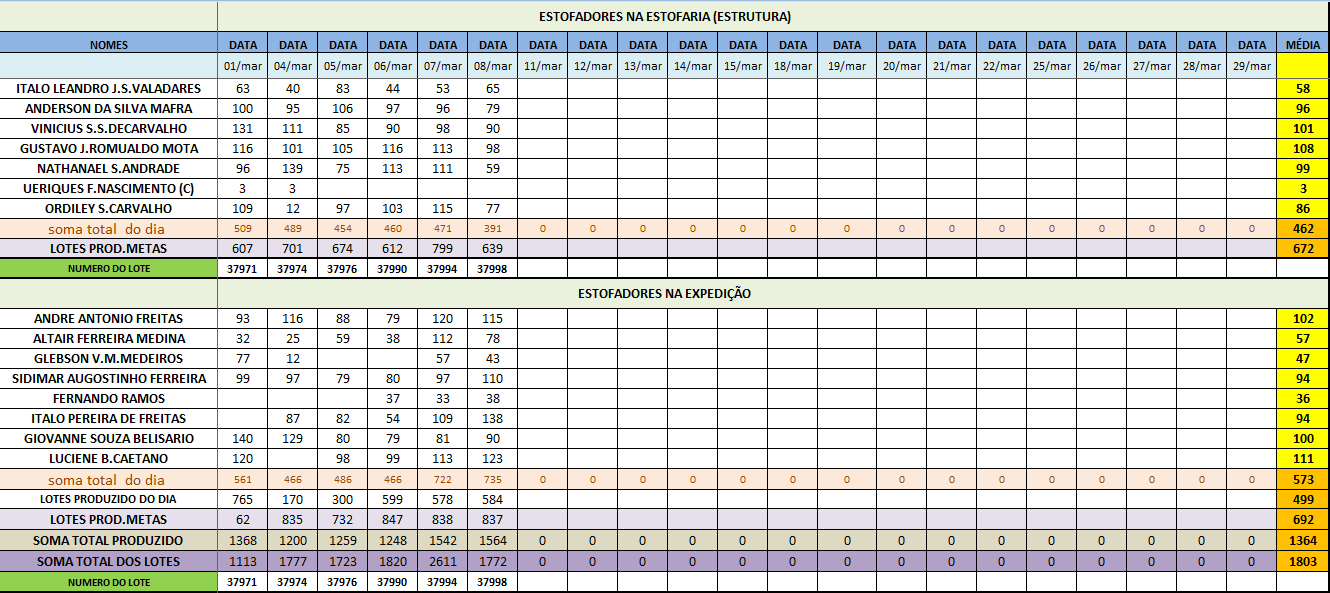 ESTOFADORES NA ESTOFARIA (ESTRUTURA)
NOMES DATA DATA DATA DATA DATA DATA DATA DATA DATA DATA DATA DATA DATA DATA DATA DATA DATA DATA DATA DATA DATA MÉDIA
01/mar 04/mar 05/mar 06/mar 07/mar 08/mar 11/mar 12/mar 13/mar 14/mar 15/mar 18/mar 19/mar 20/mar 21/mar 22/mar 25/mar 26/mar 27/mar 28/mar 29/mar
ITALO LEANDRO J.S.VALADARES 63 40 83 44 53 65 58
ANDERSON DA SILVA MAFRA 100 95 106 97 96 79 96
VINICIUS S.S.DECARVALHO 131 111 85 90 98 90 101
GUSTAVO J.ROMUALDO MOTA 116 101 105 116 113 98 108
NATHANAEL S.ANDRADE 96 139 75 113 111 59 99
UERIQUES F.NASCIMENTO (C) 3 3 3
ORDILEY S.CARVALHO 109 12 97 103 115 77 86
soma total do dia 509 489 454 460 471 391 0 0 0 0 0 0 0 0 0 0 0 0 0 0 0 462
LOTES PROD.METAS 607 701 674 612 799 639 672
NUMERO DO LOTE 37971 37974 37976 37990 37994 37998
ESTOFADORES NA EXPEDIÇÃO
ANDRE ANTONIO FREITAS 93 116 88 79 120 115 102
ALTAIR FERREIRA MEDINA 32 25 59 38 112 78 57
GLEBSON V.M.MEDEIROS 77 12 57 43 47
SIDIMAR AUGOSTINHO FERREIRA 99 97 79 80 97 110 94
FERNANDO RAMOS 37 33 38 36
ITALO PEREIRA DE FREITAS 87 82 54 109 138 94
GIOVANNE SOUZA BELISARIO 140 129 80 79 81 90 100
LUCIENE B.CAETANO 120 98 99 113 123 111
soma total do dia 561 466 486 466 722 735 0 0 0 0 0 0 0 0 0 0 0 0 0 0 0 573
LOTES PRODUZIDO DO DIA 765 170 300 599 578 584 499
LOTES PROD.METAS 62 835 732 847 838 837 692
SOMA TOTAL PRODUZIDO 1368 1200 1259 1248 1542 1564 0 0 0 0 0 0 0 0 0 0 0 0 0 0 0 1364
SOMA TOTAL DOS LOTES 1113 1777 1723 1820 2611 1772 0 0 0 0 0 0 0 0 0 0 0 0 0 0 0 1803
NUMERO DO LOTE 37971 37974 37976 37990 37994 37998